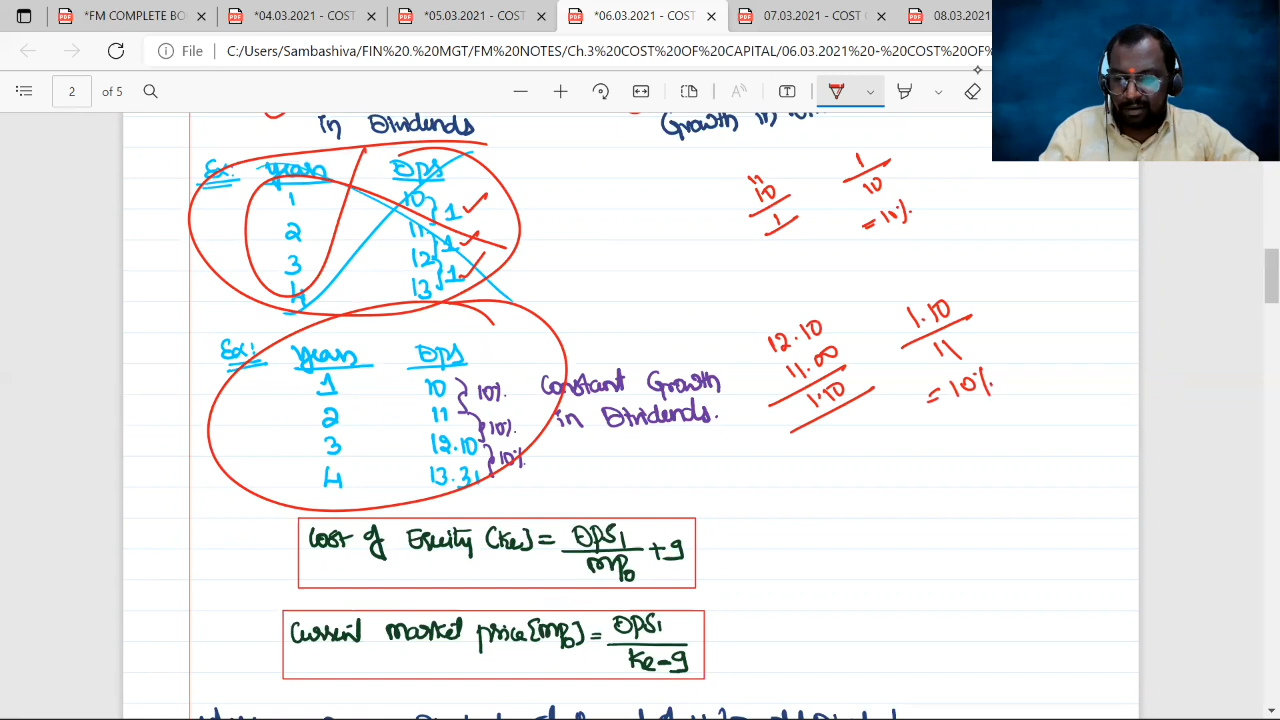 *FM COMPLETE BO
*04.03.2021 - COST
*05.03.2021 - COST
*06.03.2021 - COST
07.03.2021 - COST
08.03.2021
File
C:/Users/Sambashiva/FIN%20.%20MGT/FM%20NOTES/Ch.3%20COST%20OF%20CAPITAL/06.03.2021%20-%20COST%20OF%
2 of 5
in Dividends
Growth in
Ex: years DPS
1 10
1
2 11
1
3 12
1
4 13
11
10
1
1
10
= 10%
Ex: years DPS
1 10
10%
2 11
10%
3 12.10
10%
4 13.31
Constant Growth
in Dividends.
12.10
11.00
1.10
1.10
11
= 10%
Cost of Equity (Ke) = DPS1
MP0 + g
Current market price [MP0] = DPS1
Ke - g